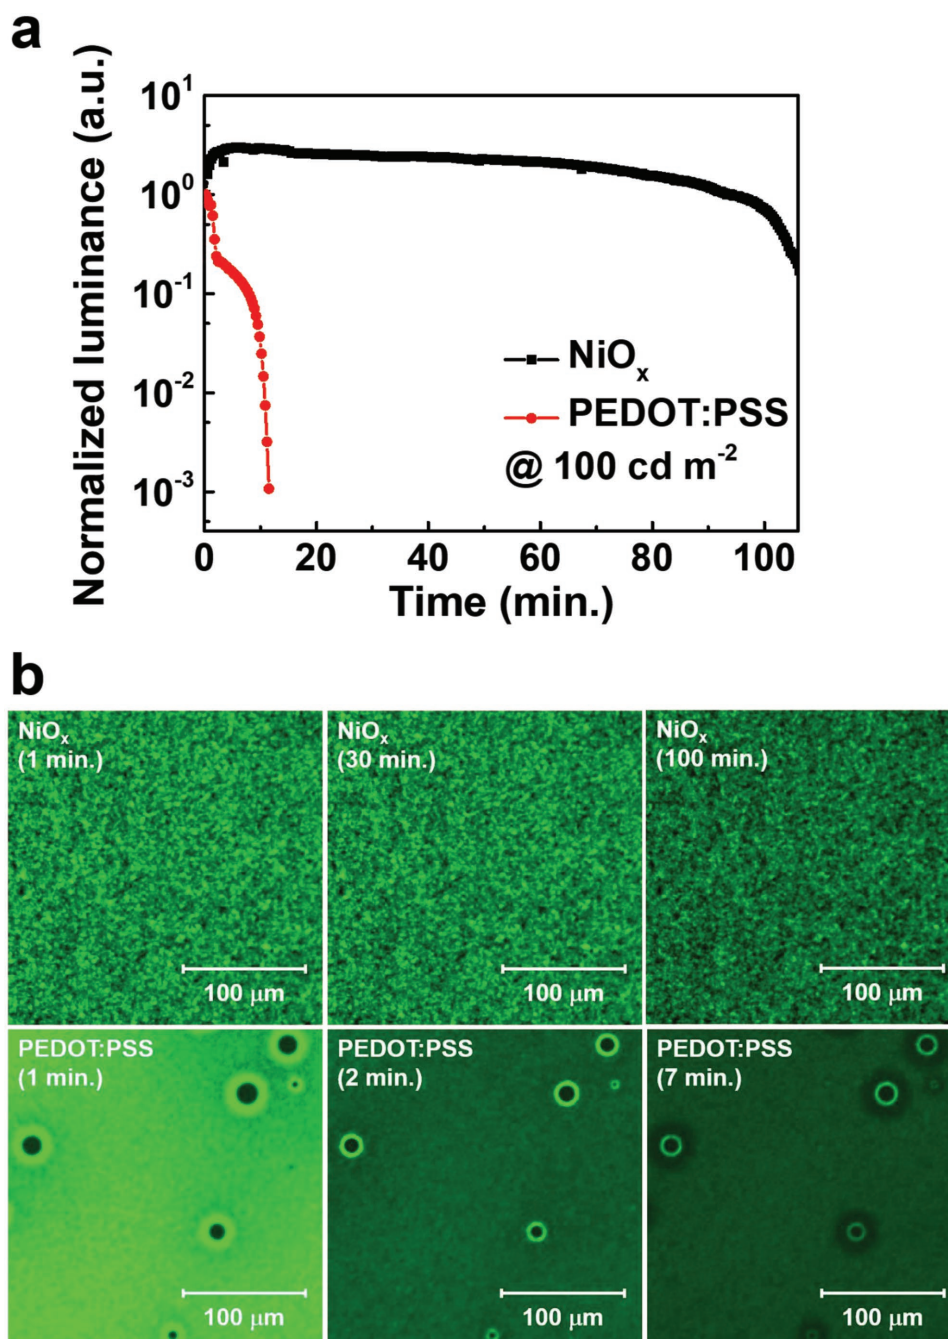 a
Normalized luminance (a.u.)
10¹
10⁰
10⁻¹
10⁻²
10⁻³
NiOₓ
PEDOT:PSS
@ 100 cd m⁻²
0 20 40 60 80 100
Time (min.)
b
NiOₓ
(1 min.)
100 μm
NiOₓ
(30 min.)
100 μm
NiOₓ
(100 min.)
100 μm
PEDOT:PSS
(1 min.)
100 μm
PEDOT:PSS
(2 min.)
100 μm
PEDOT:PSS
(7 min.)
100 μm